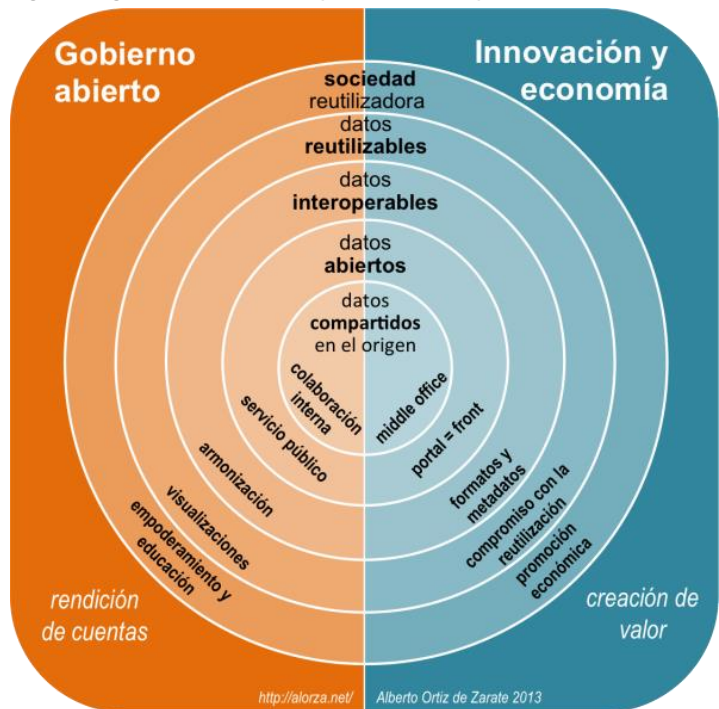 Gobierno
abierto
Innovación y
economía
sociedad
reutilizadora
datos
reutilizables
datos
interoperables
datos
abiertos
datos
compartidos
en el origen
colaboración
interna
middle office
servicio público
portal = front
armonización
formatos y
metadatos
visualizaciones
compromiso con la
reutilización
empoderamiento y
educación
promoción
económica
rendición
de cuentas
creación de
valor
http://alorza.net/
Alberto Ortiz de Zarate 2013